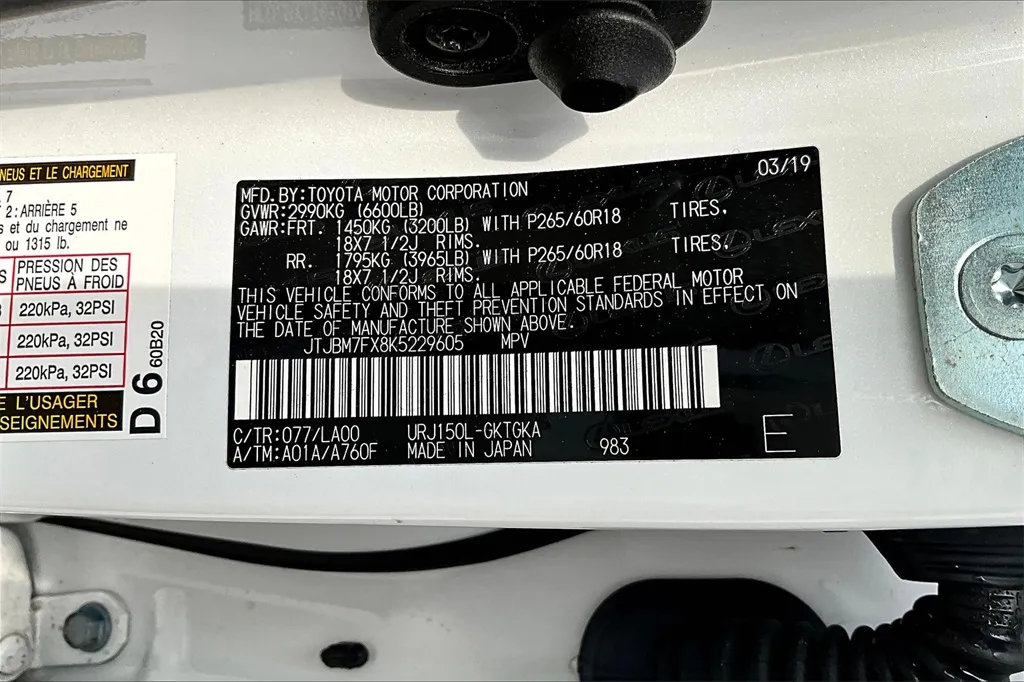 NEUS ET LE CHARGEMENT
7
2: ARRIÈRE 5
s et du chargement ne
ou 1315 lb.
PRESSION DES
PNEUS À FROID
220kPa, 32PSI
220kPa, 32PSI
220kPa, 32PSI
E L'USAGER
SEIGNEMENTS
D 6 60B20
03/19
MFD. BY:TOYOTA MOTOR CORPORATION
GVWR:2990KG (6600LB)
GAWR:FRT. 1450KG (3200LB) WITH P265/60R18 TIRES,
18X7 1/2J RIMS.
RR. 1795KG (3965LB) WITH P265/60R18 TIRES,
18X7 1/2J RIMS.
THIS VEHICLE CONFORMS TO ALL APPLICABLE FEDERAL MOTOR
VEHICLE SAFETY AND THEFT PREVENTION STANDARDS IN EFFECT ON
THE DATE OF MANUFACTURE SHOWN ABOVE.
JTJBM7FX8K5229605 MPV
C/TR:077/LA00 URJ150L-GKTGKA
A/TM:A01A/A760F MADE IN JAPAN 983 E